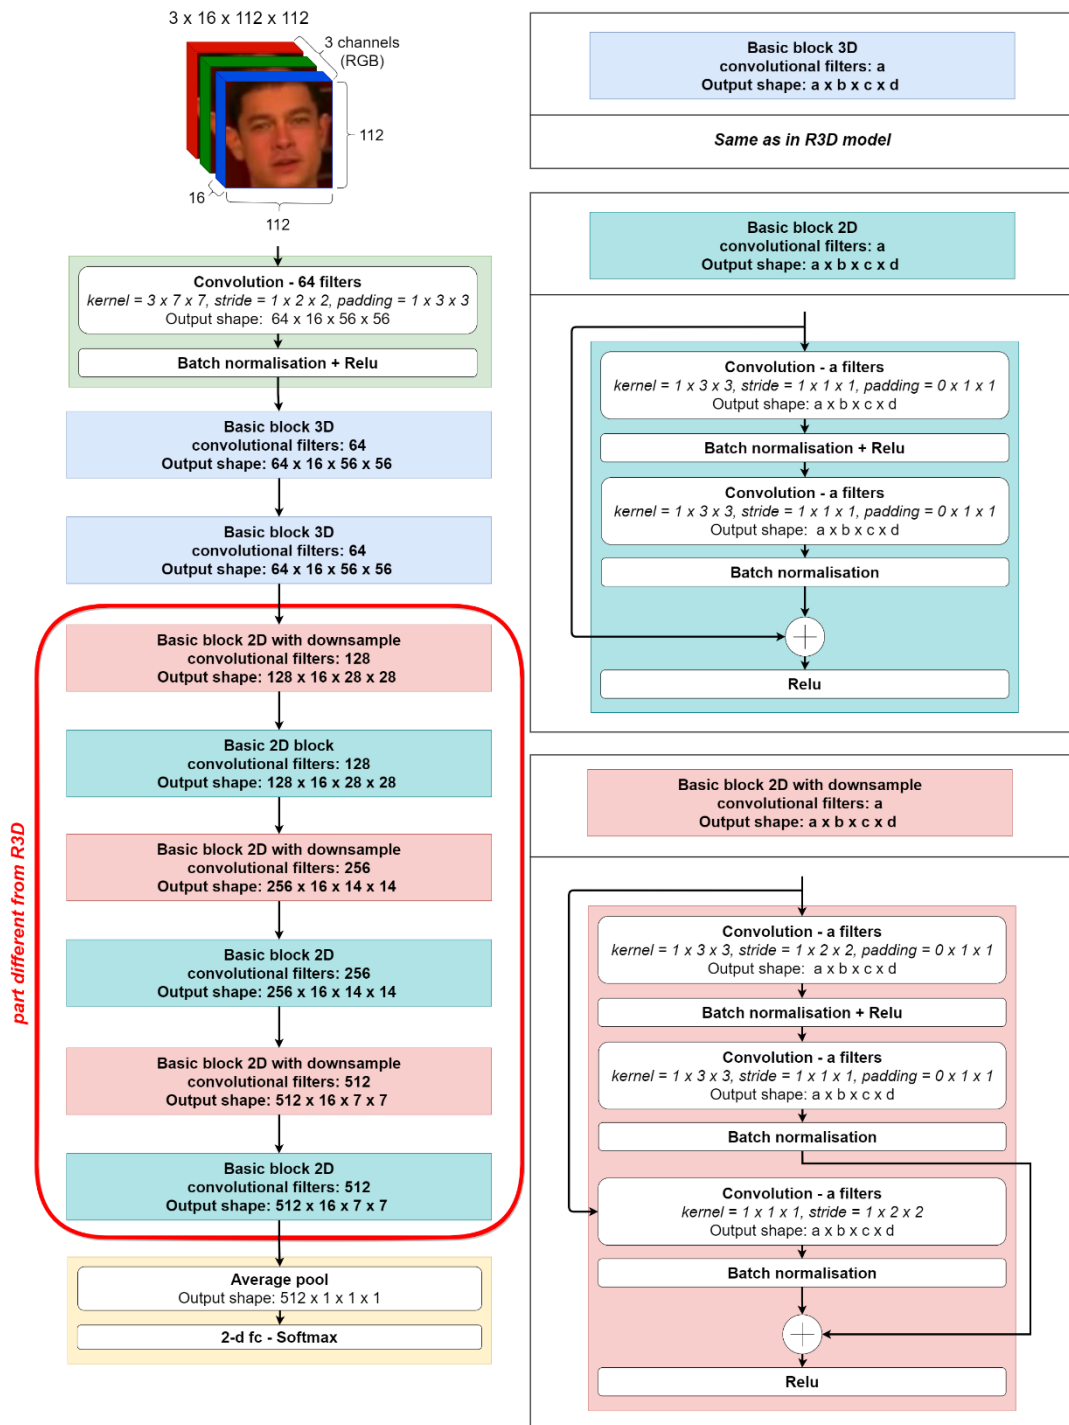 3 x 16 x 112 x 112
3 channels
(RGB)
112
16
112
Convolution - 64 filters
kernel = 3 x 7 x 7, stride = 1 x 2 x 2, padding = 1 x 3 x 3
Output shape: 64 x 16 x 56 x 56
Batch normalisation + Relu
Basic block 3D
convolutional filters: 64
Output shape: 64 x 16 x 56 x 56
Basic block 3D
convolutional filters: 64
Output shape: 64 x 16 x 56 x 56
part different from R3D
Basic block 2D with downsample
convolutional filters: 128
Output shape: 128 x 16 x 28 x 28
Basic 2D block
convolutional filters: 128
Output shape: 128 x 16 x 28 x 28
Basic block 2D with downsample
convolutional filters: 256
Output shape: 256 x 16 x 14 x 14
Basic block 2D
convolutional filters: 256
Output shape: 256 x 16 x 14 x 14
Basic block 2D with downsample
convolutional filters: 512
Output shape: 512 x 16 x 7 x 7
Basic block 2D
convolutional filters: 512
Output shape: 512 x 16 x 7 x 7
Average pool
Output shape: 512 x 1 x 1 x 1
2-d fc - Softmax
Basic block 3D
convolutional filters: a
Output shape: a x b x c x d
Same as in R3D model
Basic block 2D
convolutional filters: a
Output shape: a x b x c x d
Convolution - a filters
kernel = 1 x 3 x 3, stride = 1 x 1 x 1, padding = 0 x 1 x 1
Output shape: a x b x c x d
Batch normalisation + Relu
Convolution - a filters
kernel = 1 x 3 x 3, stride = 1 x 1 x 1, padding = 0 x 1 x 1
Output shape: a x b x c x d
Batch normalisation
Relu
Basic block 2D with downsample
convolutional filters: a
Output shape: a x b x c x d
Convolution - a filters
kernel = 1 x 3 x 3, stride = 1 x 2 x 2, padding = 0 x 1 x 1
Output shape: a x b x c x d
Batch normalisation + Relu
Convolution - a filters
kernel = 1 x 3 x 3, stride = 1 x 1 x 1, padding = 0 x 1 x 1
Output shape: a x b x c x d
Batch normalisation
Convolution - a filters
kernel = 1 x 1 x 1, stride = 1 x 2 x 2
Output shape: a x b x c x d
Batch normalisation
Relu